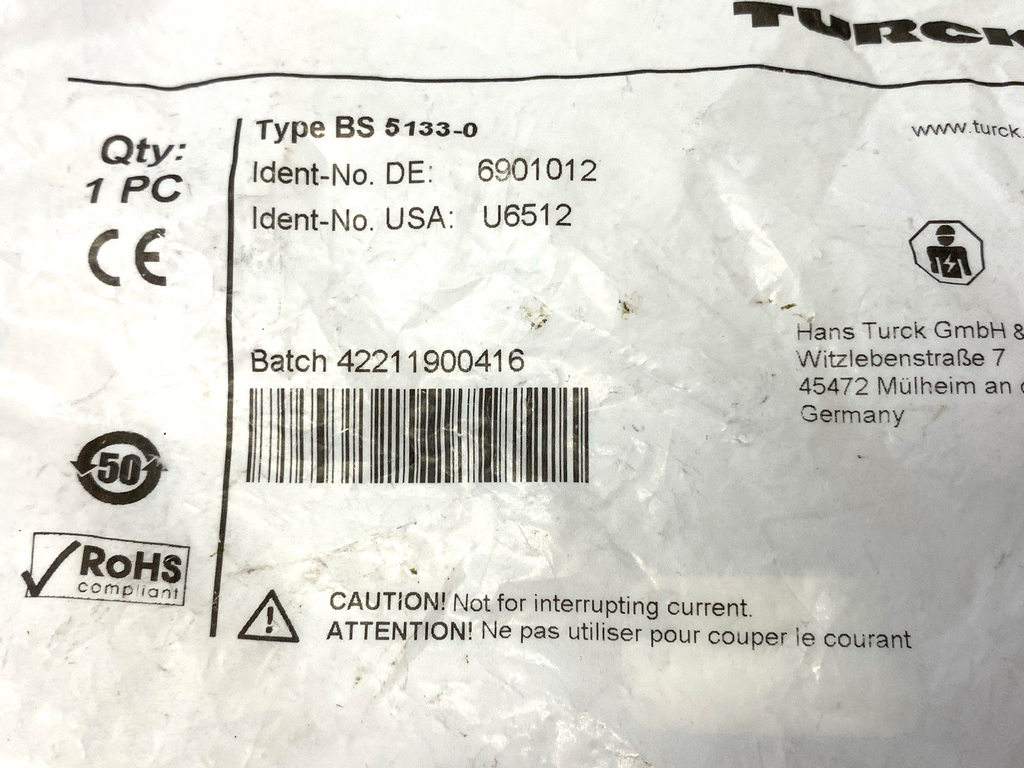 TURCK
Qty:
1 PC
CE
Type BS 5133-0
Ident-No. DE: 6901012
Ident-No. USA: U6512
www.turck.
Hans Turck GmbH &
Witzlebenstraße 7
45472 Mülheim an
Germany
Batch 42211900416
50
RoHS
compliant
CAUTION! Not for interrupting current.
ATTENTION! Ne pas utiliser pour couper le courant